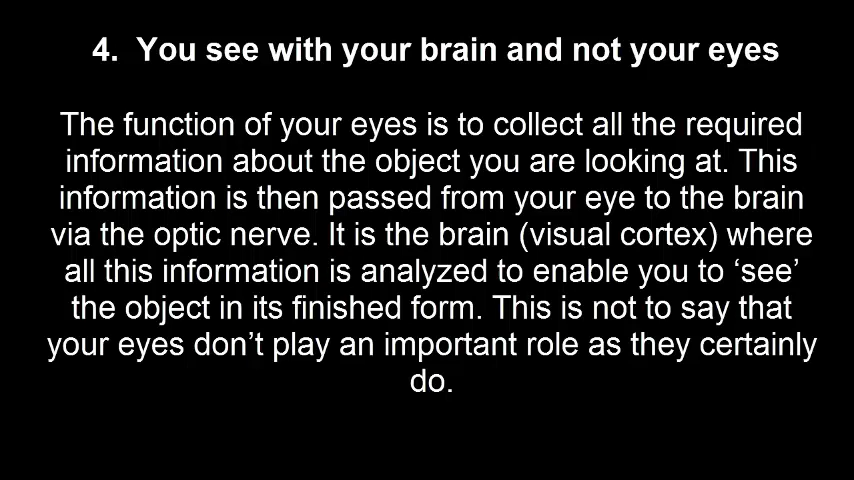 4.  You see with your brain and not your eyes
The function of your eyes is to collect all the required
information about the object you are looking at. This
information is then passed from your eye to the brain
via the optic nerve. It is the brain (visual cortex) where
all this information is analyzed to enable you to ‘see’
the object in its finished form. This is not to say that
your eyes don’t play an important role as they certainly
do.